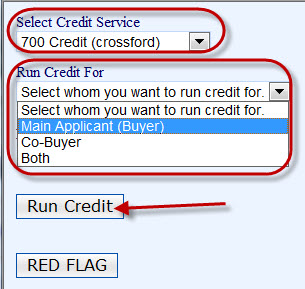 Select Credit Service
700 Credit (crossford)
Run Credit For
Select whom you want to run credit for.
Select whom you want to run credit for.
Main Applicant (Buyer)
Co-Buyer
Both
Run Credit
RED FLAG